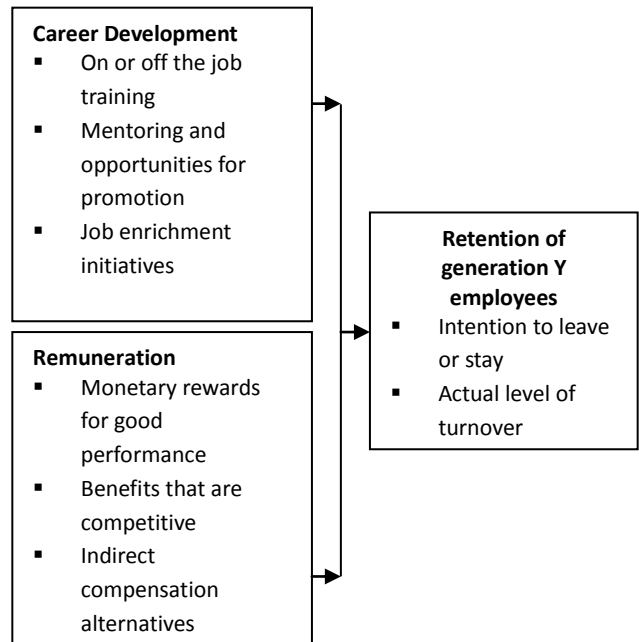 Career Development
▪ On or off the job
training
▪ Mentoring and
opportunities for
promotion
▪ Job enrichment
initiatives
Remuneration
▪ Monetary rewards
for good
performance
▪ Benefits that are
competitive
▪ Indirect
compensation
alternatives
Retention of
generation Y
employees
▪ Intention to leave
or stay
▪ Actual level of
turnover